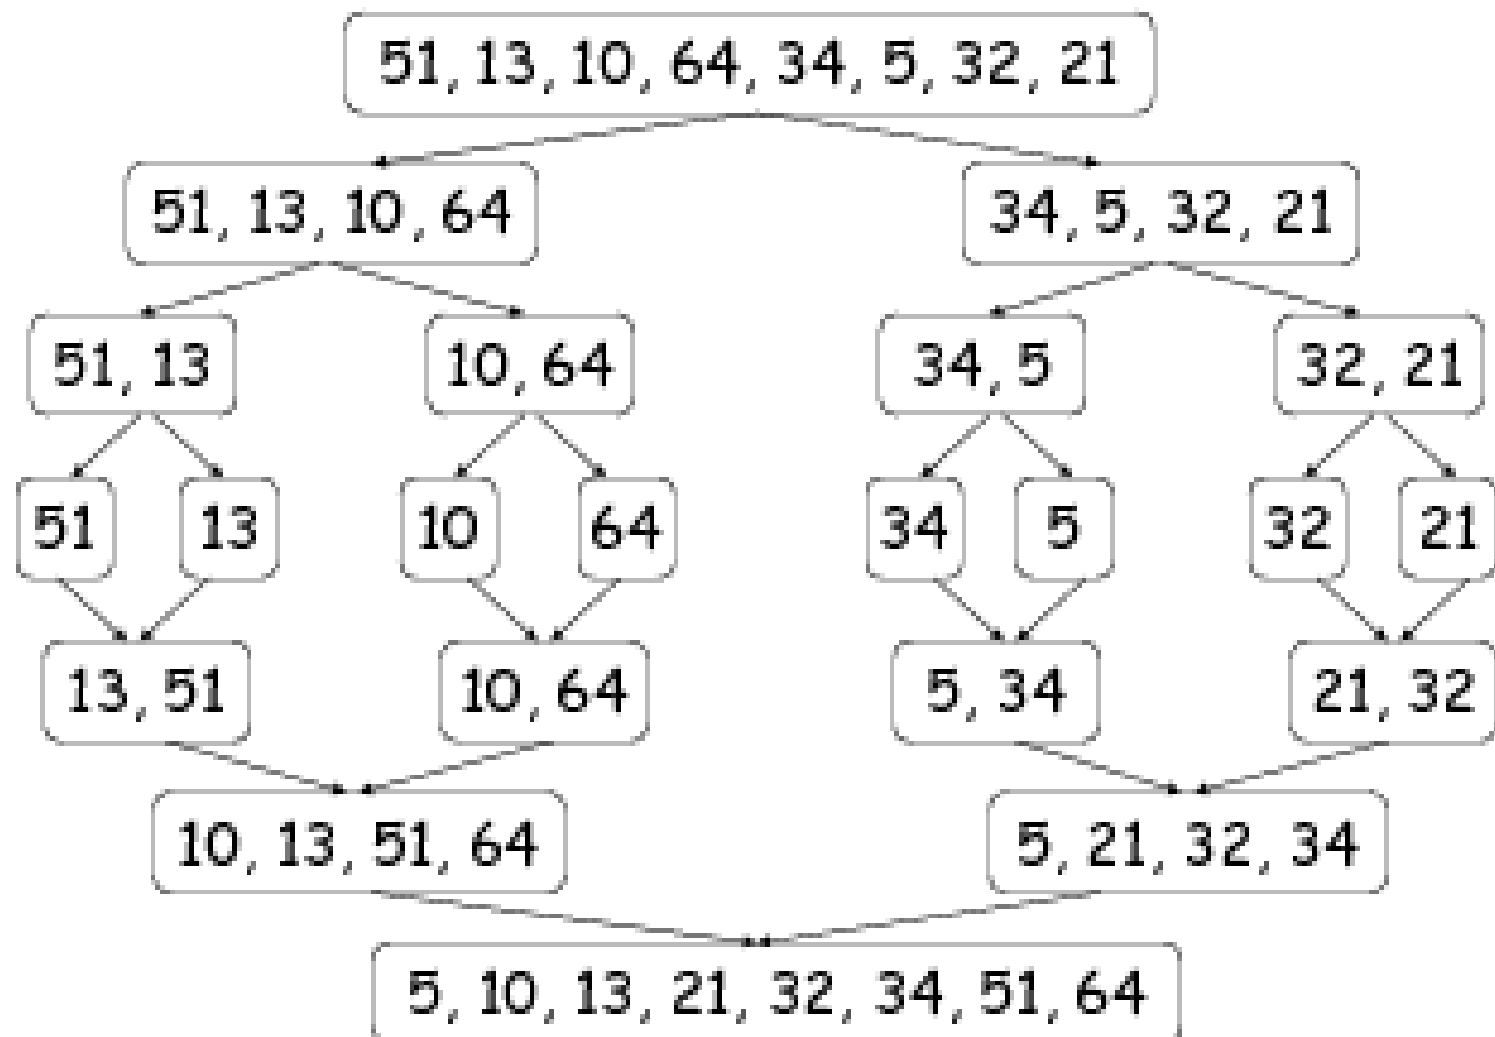 51, 13, 10, 64, 34, 5, 32, 21
51, 13, 10, 64
34, 5, 32, 21
51, 13
10, 64
34, 5
32, 21
51
13
10
64
34
5
32
21
13, 51
10, 64
5, 34
21, 32
10, 13, 51, 64
5, 21, 32, 34
5, 10, 13, 21, 32, 34, 51, 64